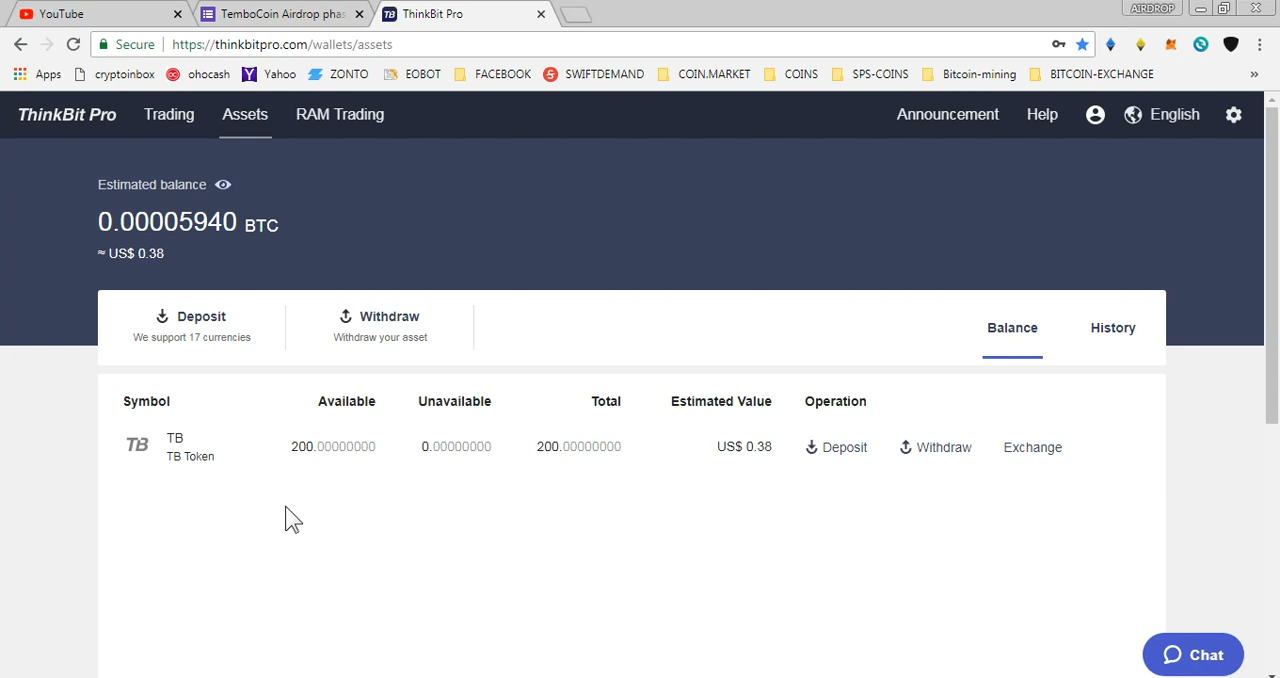 YouTube
TemboCoin Airdrop phas
TB ThinkBit Pro
AIRDROP
Secure https://thinkbitpro.com/wallets/assets
Apps cryptoinbox ohocash Yahoo ZONTO EOBOT FACEBOOK SWIFTDEMAND COIN.MARKET COINS SPS-COINS Bitcoin-mining BITCOIN-EXCHANGE »
ThinkBit Pro Trading Assets RAM Trading Announcement Help English
Estimated balance
0.00005940 BTC
≈ US$ 0.38
Deposit Withdraw Balance History
We support 17 currencies Withdraw your asset
Symbol Available Unavailable Total Estimated Value Operation
TB TB 200.00000000 0.00000000 200.00000000 US$ 0.38 Deposit Withdraw Exchange
TB Token
Chat